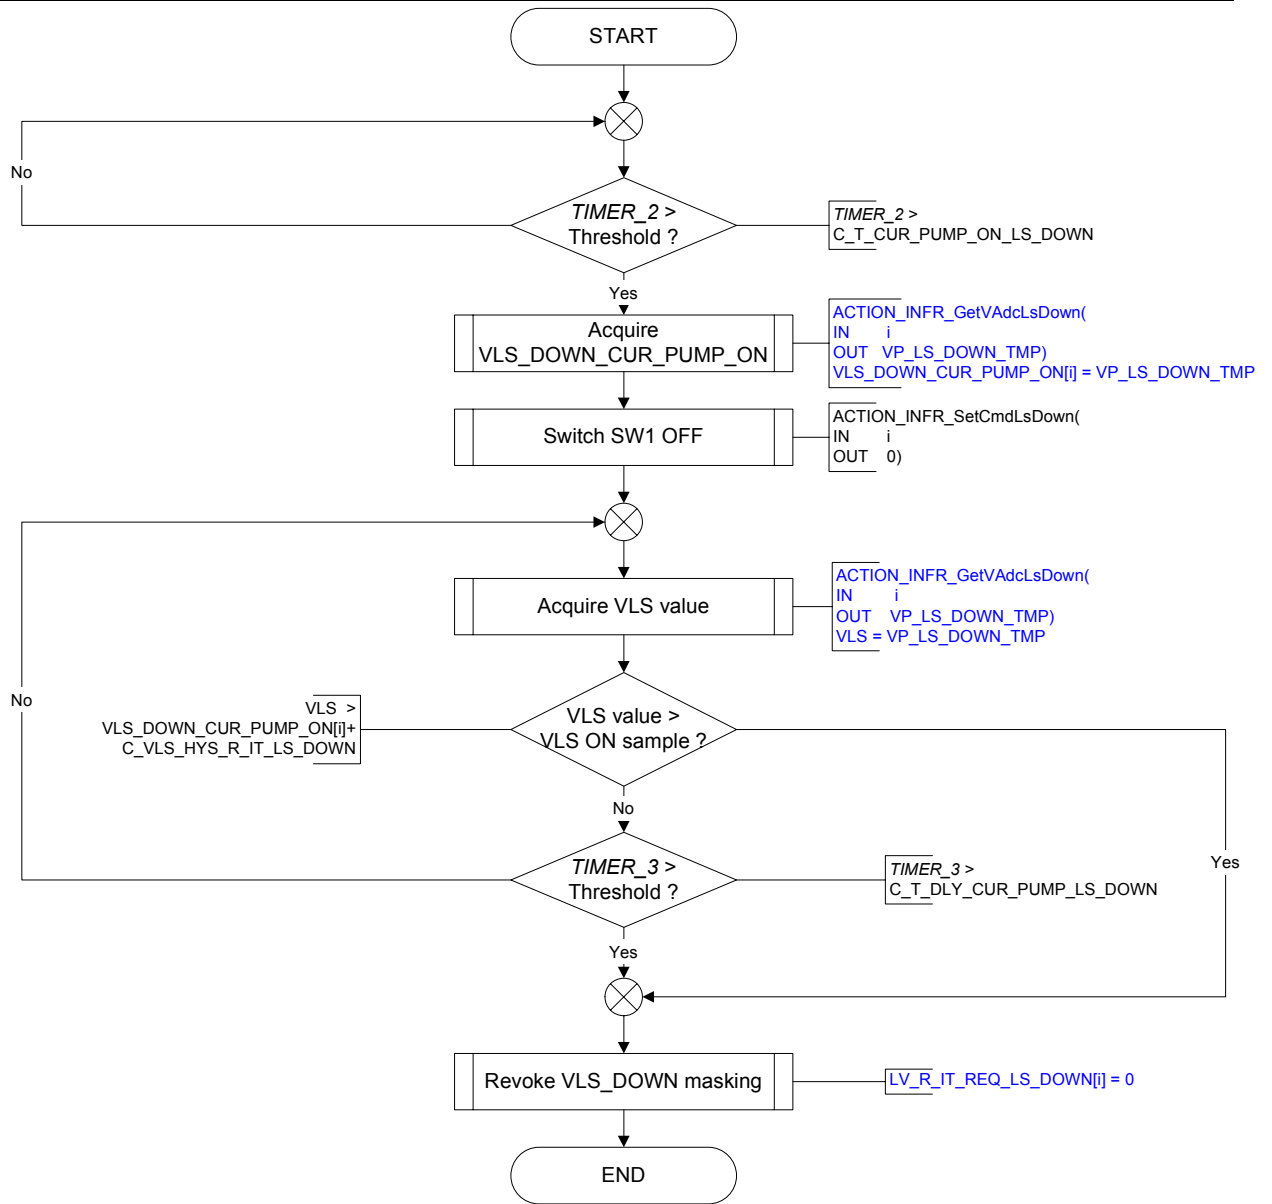 START
No
TIMER_2 >
Threshold ?
TIMER_2 >
C_T_CUR_PUMP_ON_LS_DOWN
Yes
Acquire
VLS_DOWN_CUR_PUMP_ON
ACTION_INFR_GetVAdcLsDown(
IN i
OUT VP_LS_DOWN_TMP)
VLS_DOWN_CUR_PUMP_ON[i] = VP_LS_DOWN_TMP
Switch SW1 OFF
ACTION_INFR_SetCmdLsDown(
IN i
OUT 0)
Acquire VLS value
ACTION_INFR_GetVAdcLsDown(
IN i
OUT VP_LS_DOWN_TMP)
VLS = VP_LS_DOWN_TMP
No
VLS >
VLS_DOWN_CUR_PUMP_ON[i]+
C_VLS_HYS_R_IT_LS_DOWN
VLS value >
VLS ON sample ?
No
TIMER_3 >
Threshold ?
TIMER_3 >
C_T_DLY_CUR_PUMP_LS_DOWN
Yes
Yes
Revoke VLS_DOWN masking
LV_R_IT_REQ_LS_DOWN[i] = 0
END